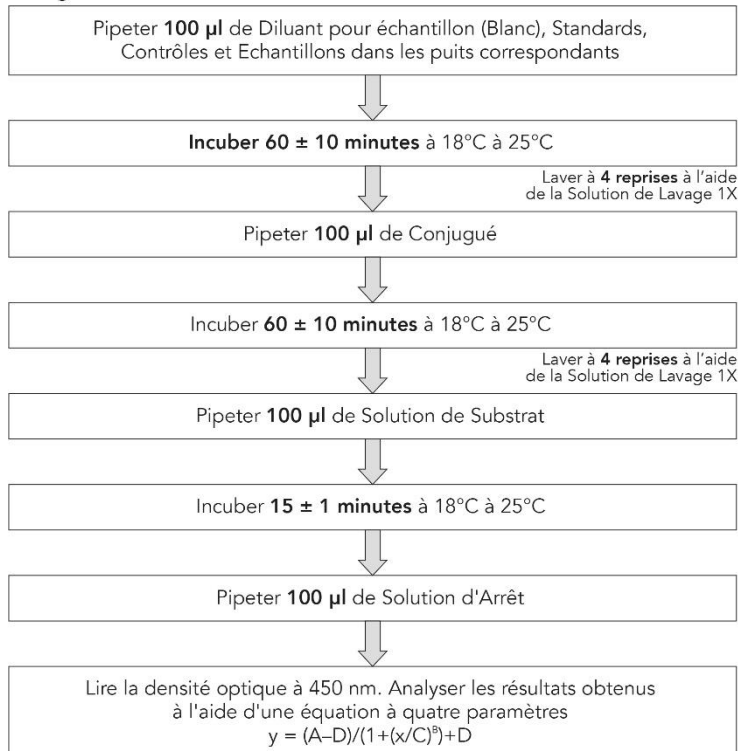 Pipeter 100 µl de Diluant pour échantillon (Blanc), Standards,
Contrôles et Echantillons dans les puits correspondants
Incuber 60 ± 10 minutes à 18°C à 25°C
Laver à 4 reprises à l'aide
de la Solution de Lavage 1X
Pipeter 100 µl de Conjugué
Incuber 60 ± 10 minutes à 18°C à 25°C
Laver à 4 reprises à l'aide
de la Solution de Lavage 1X
Pipeter 100 µl de Solution de Substrat
Incuber 15 ± 1 minutes à 18°C à 25°C
Pipeter 100 µl de Solution d'Arrêt
Lire la densité optique à 450 nm. Analyser les résultats obtenus
à l'aide d'une équation à quatre paramètres
y = (A–D)/(1+(x/C)ᴮ)+D